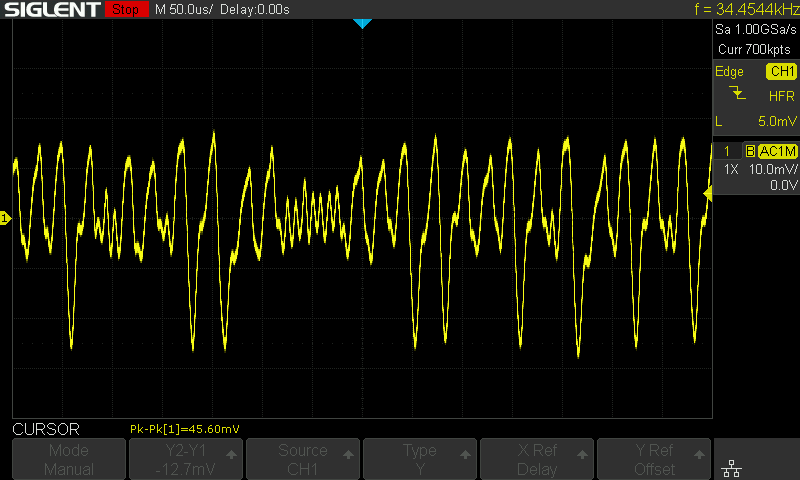 SIGLENT Stop M 50.0us/ Delay:0.00s f = 34.4544kHz
Sa 1.00GSa/s
Curr 700kpts
Edge CH1
HFR
L 5.0mV
1 B AC1M
1X 10.0mV/
0.0V
1
CURSOR Pk-Pk[1]=45.60mV
Mode Y2-Y1 Source Type X Ref Y Ref
Manual -12.7mV CH1 Y Delay Offset